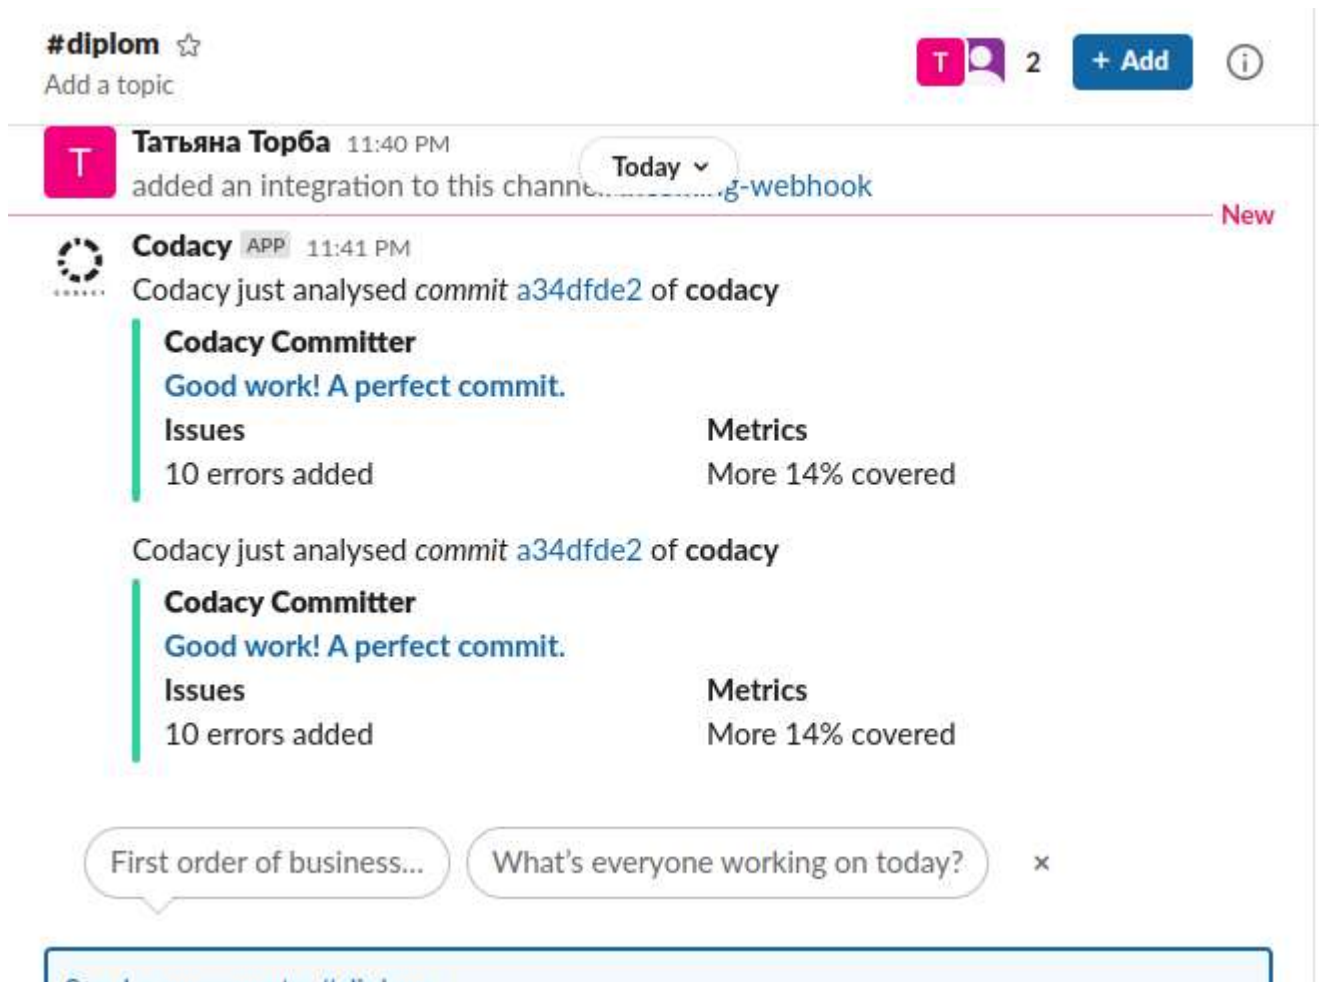 #diplom
Add a topic
T
2
+ Add
T
Татьяна Торба 11:40 PM
Today
added an integration to this
New
Codacy APP 11:41 PM
Codacy just analysed commit a34dfde2 of codacy
Codacy Committer
Good work! A perfect commit.
Issues Metrics
10 errors added More 14% covered
Codacy just analysed commit a34dfde2 of codacy
Codacy Committer
Good work! A perfect commit.
Issues Metrics
10 errors added More 14% covered
First order of business... What's everyone working on today? ×